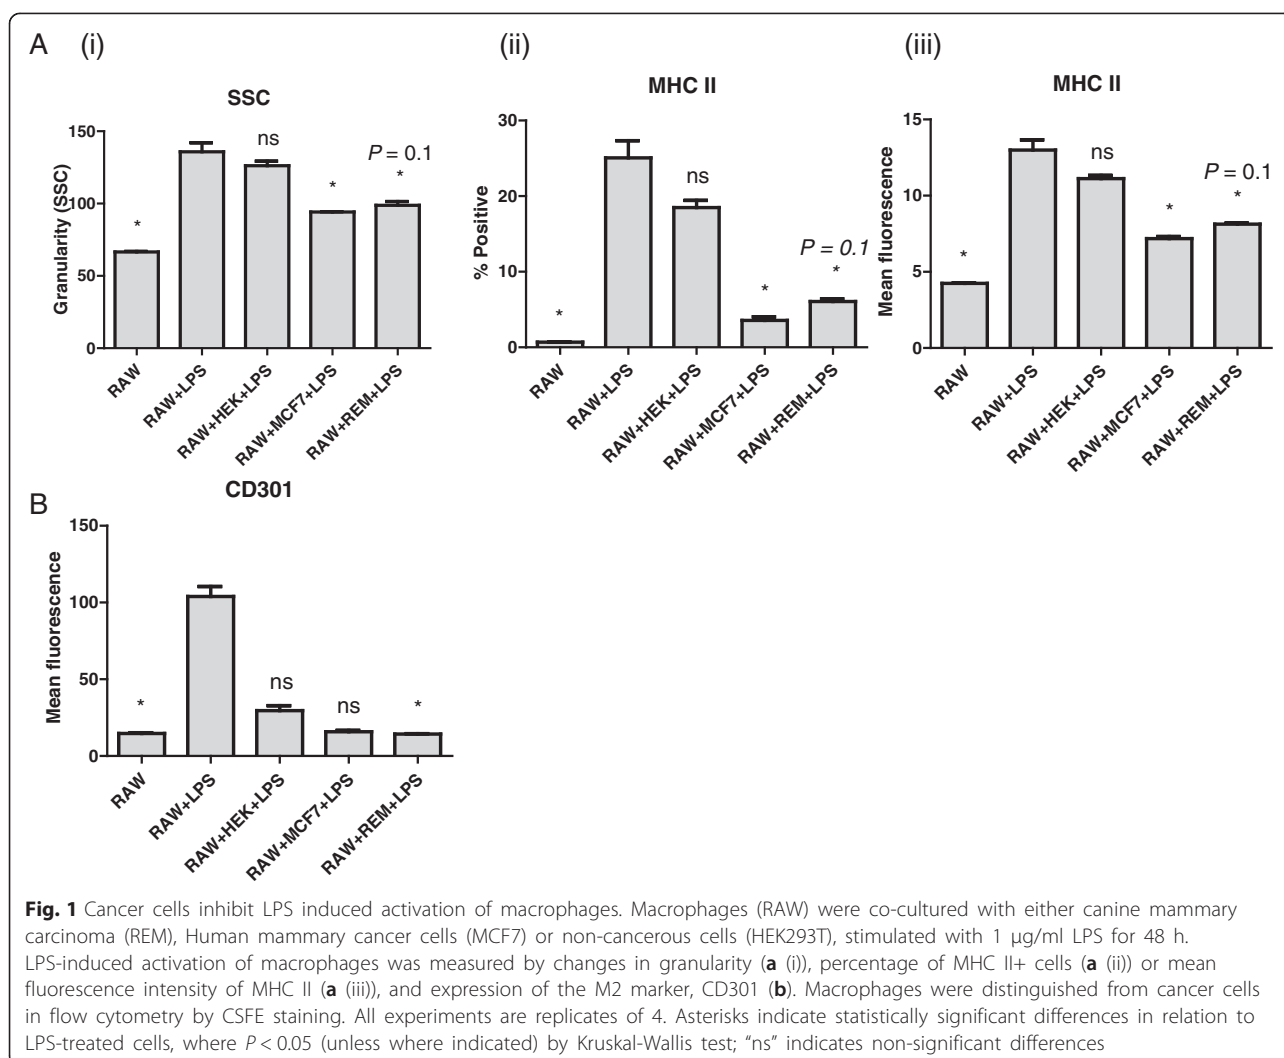 A (i)
SSC
Granularity (SSC)
150
100
50
0
*
ns
*
P = 0.1
*
RAW
RAW+LPS
RAW+HEK+LPS
RAW+MCF7+LPS
RAW+REM+LPS
(ii)
MHC II
% Positive
30
20
10
0
*
ns
*
P = 0.1
*
RAW
RAW+LPS
RAW+HEK+LPS
RAW+MCF7+LPS
RAW+REM+LPS
(iii)
MHC II
Mean fluorescence
15
10
5
0
*
ns
*
P = 0.1
*
RAW
RAW+LPS
RAW+HEK+LPS
RAW+MCF7+LPS
RAW+REM+LPS
B
CD301
Mean fluorescence
150
100
50
0
*
ns
ns
*
RAW
RAW+LPS
RAW+HEK+LPS
RAW+MCF7+LPS
RAW+REM+LPS
Fig. 1 Cancer cells inhibit LPS induced activation of macrophages. Macrophages (RAW) were co-cultured with either canine mammary
carcinoma (REM), Human mammary cancer cells (MCF7) or non-cancerous cells (HEK293T), stimulated with 1 μg/ml LPS for 48 h.
LPS-induced activation of macrophages was measured by changes in granularity (a (i)), percentage of MHC II+ cells (a (ii)) or mean
fluorescence intensity of MHC II (a (iii)), and expression of the M2 marker, CD301 (b). Macrophages were distinguished from cancer cells
in flow cytometry by CSFE staining. All experiments are replicates of 4. Asterisks indicate statistically significant differences in relation to
LPS-treated cells, where P < 0.05 (unless where indicated) by Kruskal-Wallis test; “ns” indicates non-significant differences